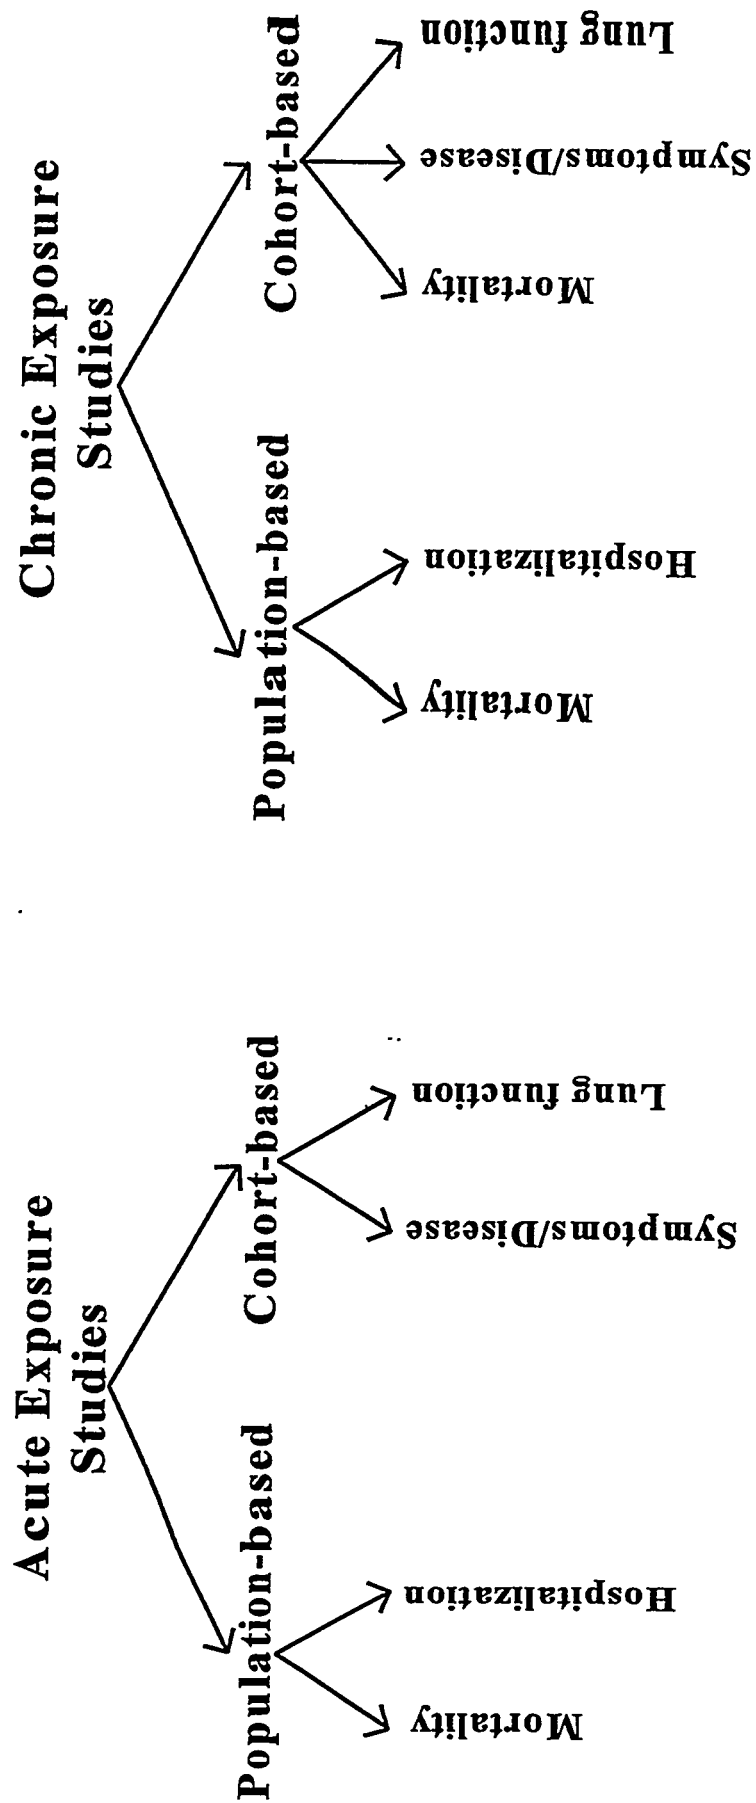 Acute Exposure
Studies
Population-based
Cohort-based
Mortality
Hospitalization
Symptoms/Disease
Lung function
Chronic Exposure
Studies
Population-based
Cohort-based
Mortality
Hospitalization
Mortality
Symptoms/Disease
Lung function